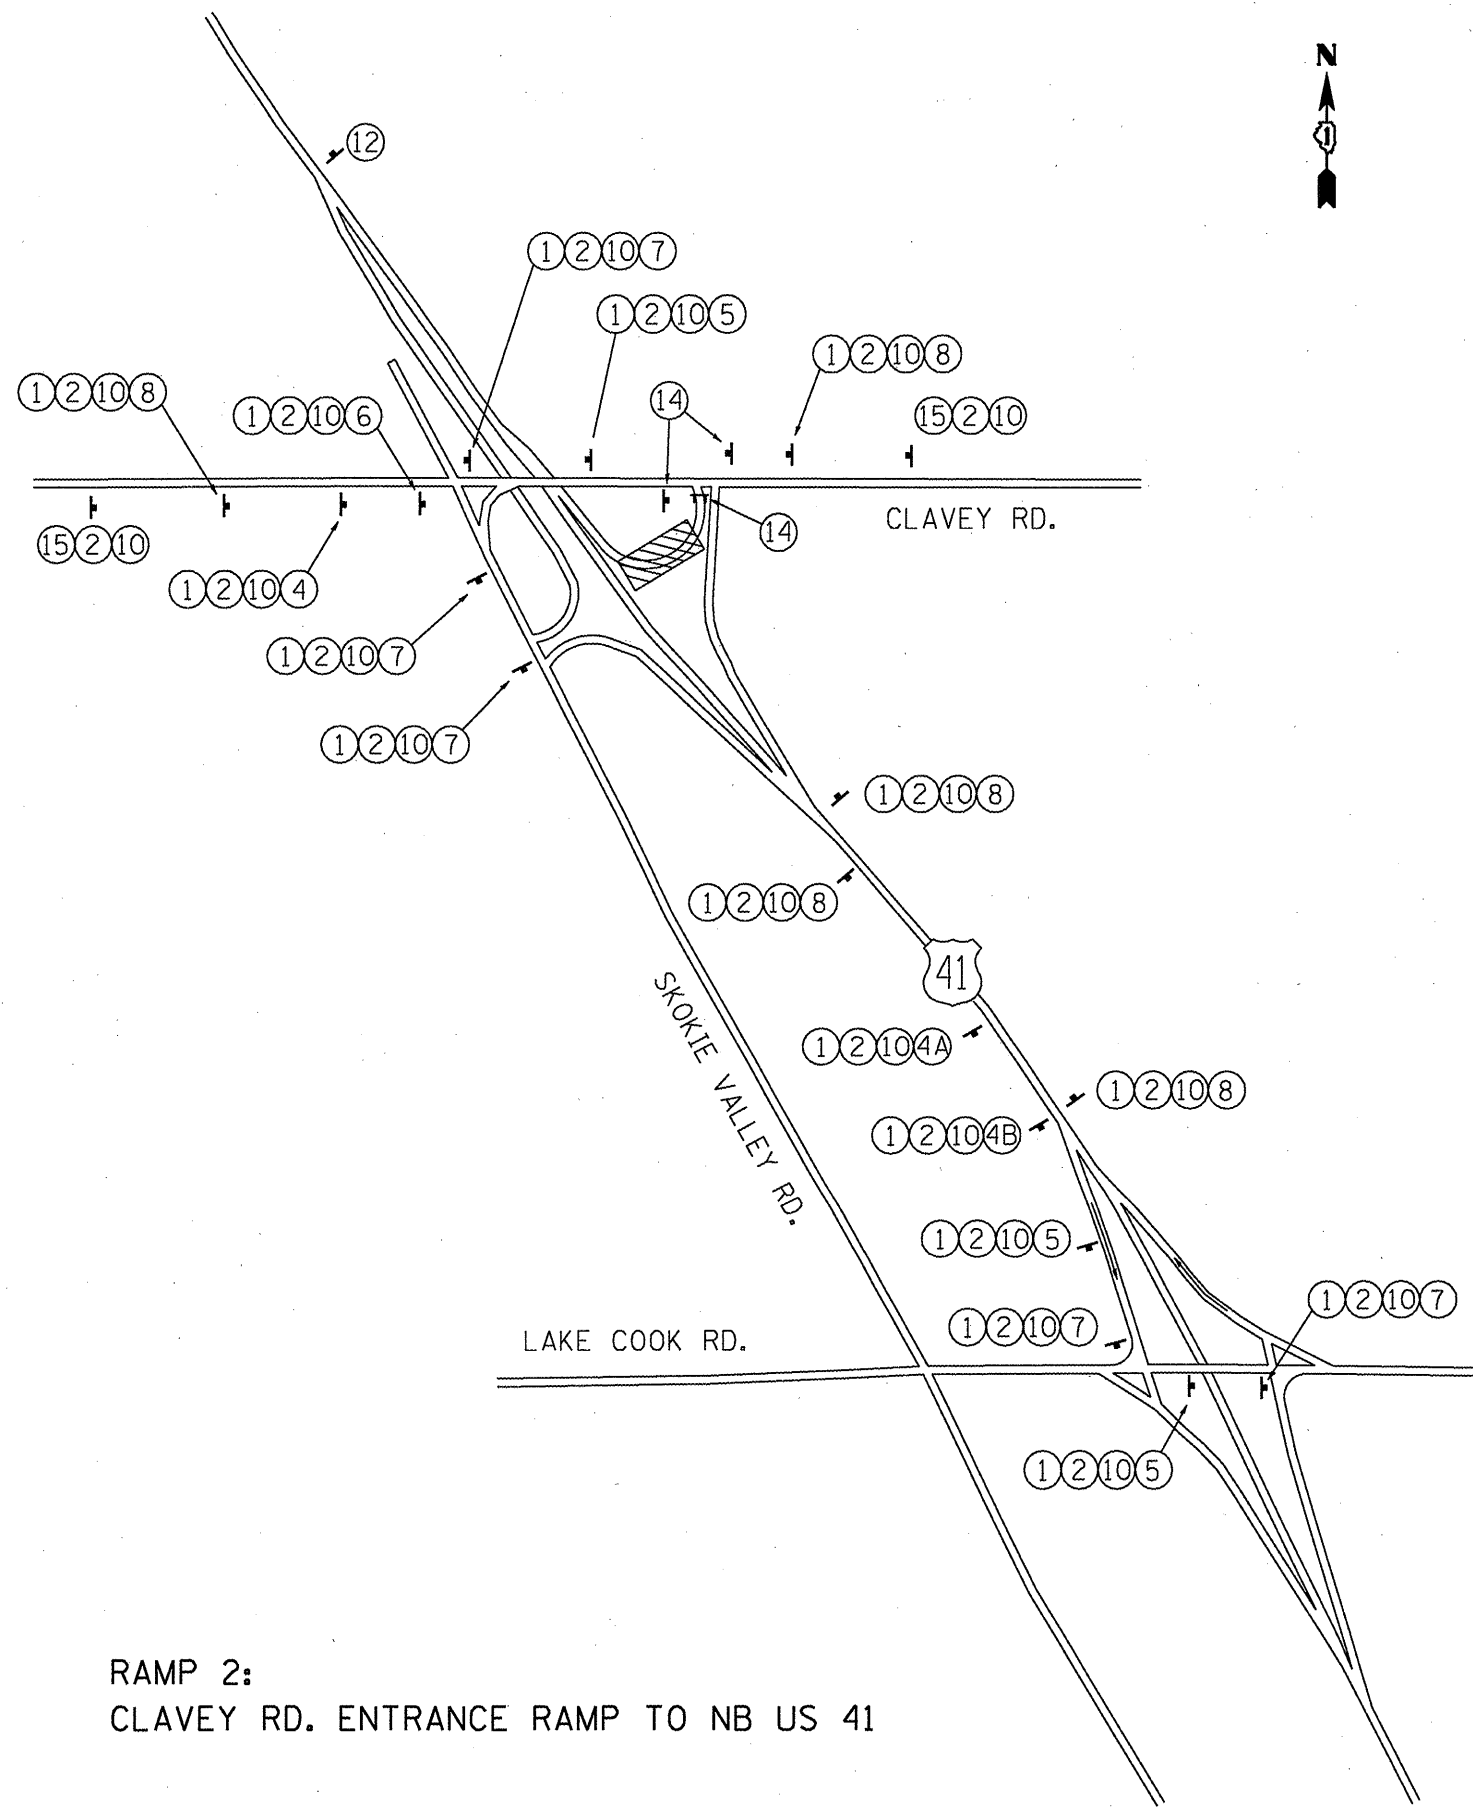 N
1
12
1 2 10 7
1 2 10 5
1 2 10 8
1 2 10 8
1 2 10 6
14
15 2 10
CLAVEY RD.
14
15 2 10
1 2 10 4
1 2 10 7
1 2 10 7
1 2 10 8
1 2 10 8
41
SKOKIE VALLEY RD.
1 2 10 4A
1 2 10 8
1 2 10 4B
1 2 10 5
1 2 10 7
1 2 10 7
LAKE COOK RD.
1 2 10 5
RAMP 2:
CLAVEY RD. ENTRANCE RAMP TO NB US 41